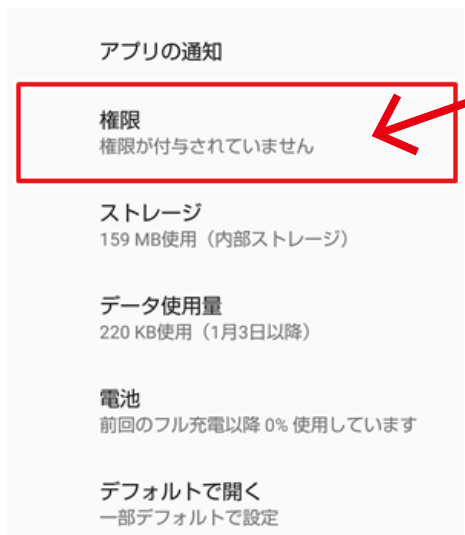 アプリの通知
権限
権限が付与されていません
ストレージ
159 MB使用（内部ストレージ）
データ使用量
220 KB使用（1月3日以降）
電池
前回のフル充電以降 0% 使用しています
デフォルトで開く
一部デフォルトで設定